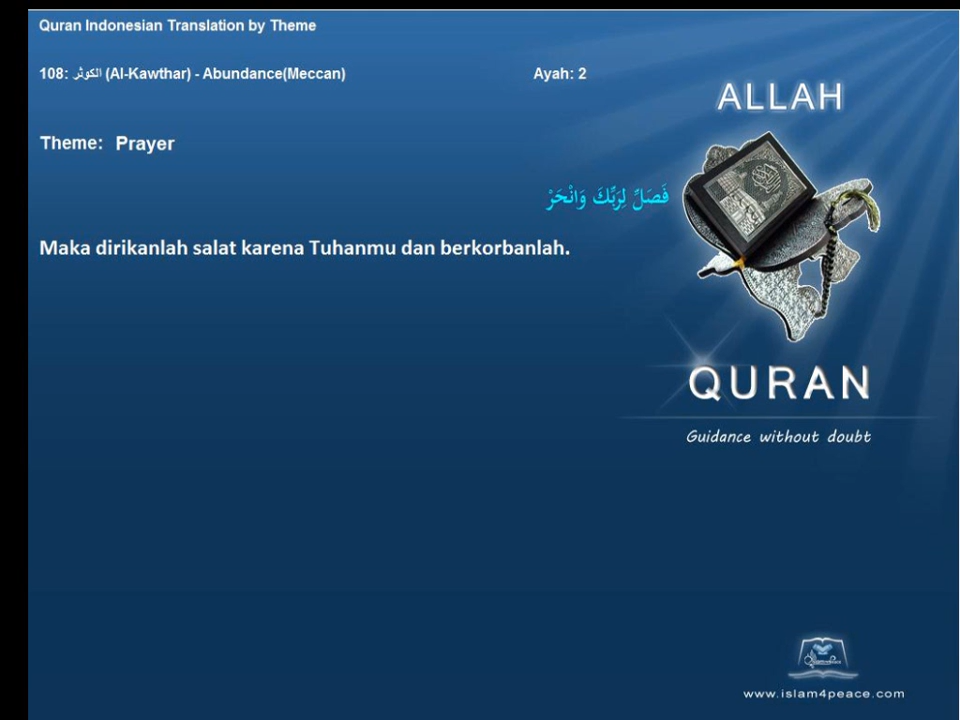 Quran Indonesian Translation by Theme
108: الكوثر (Al-Kawthar) - Abundance(Meccan) Ayah: 2
ALLAH
Theme: Prayer
فَصَلِّ لِرَبِّكَ وَانْحَرْ
Maka dirikanlah salat karena Tuhanmu dan berkorbanlah.
QURAN
Guidance without doubt
www.islam4peace.com